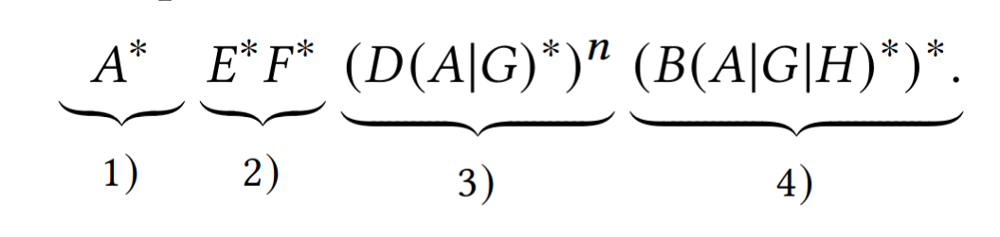 A* E*F* (D(A|G)*)ⁿ (B(A|G|H)*)*.
1) 2) 3) 4)